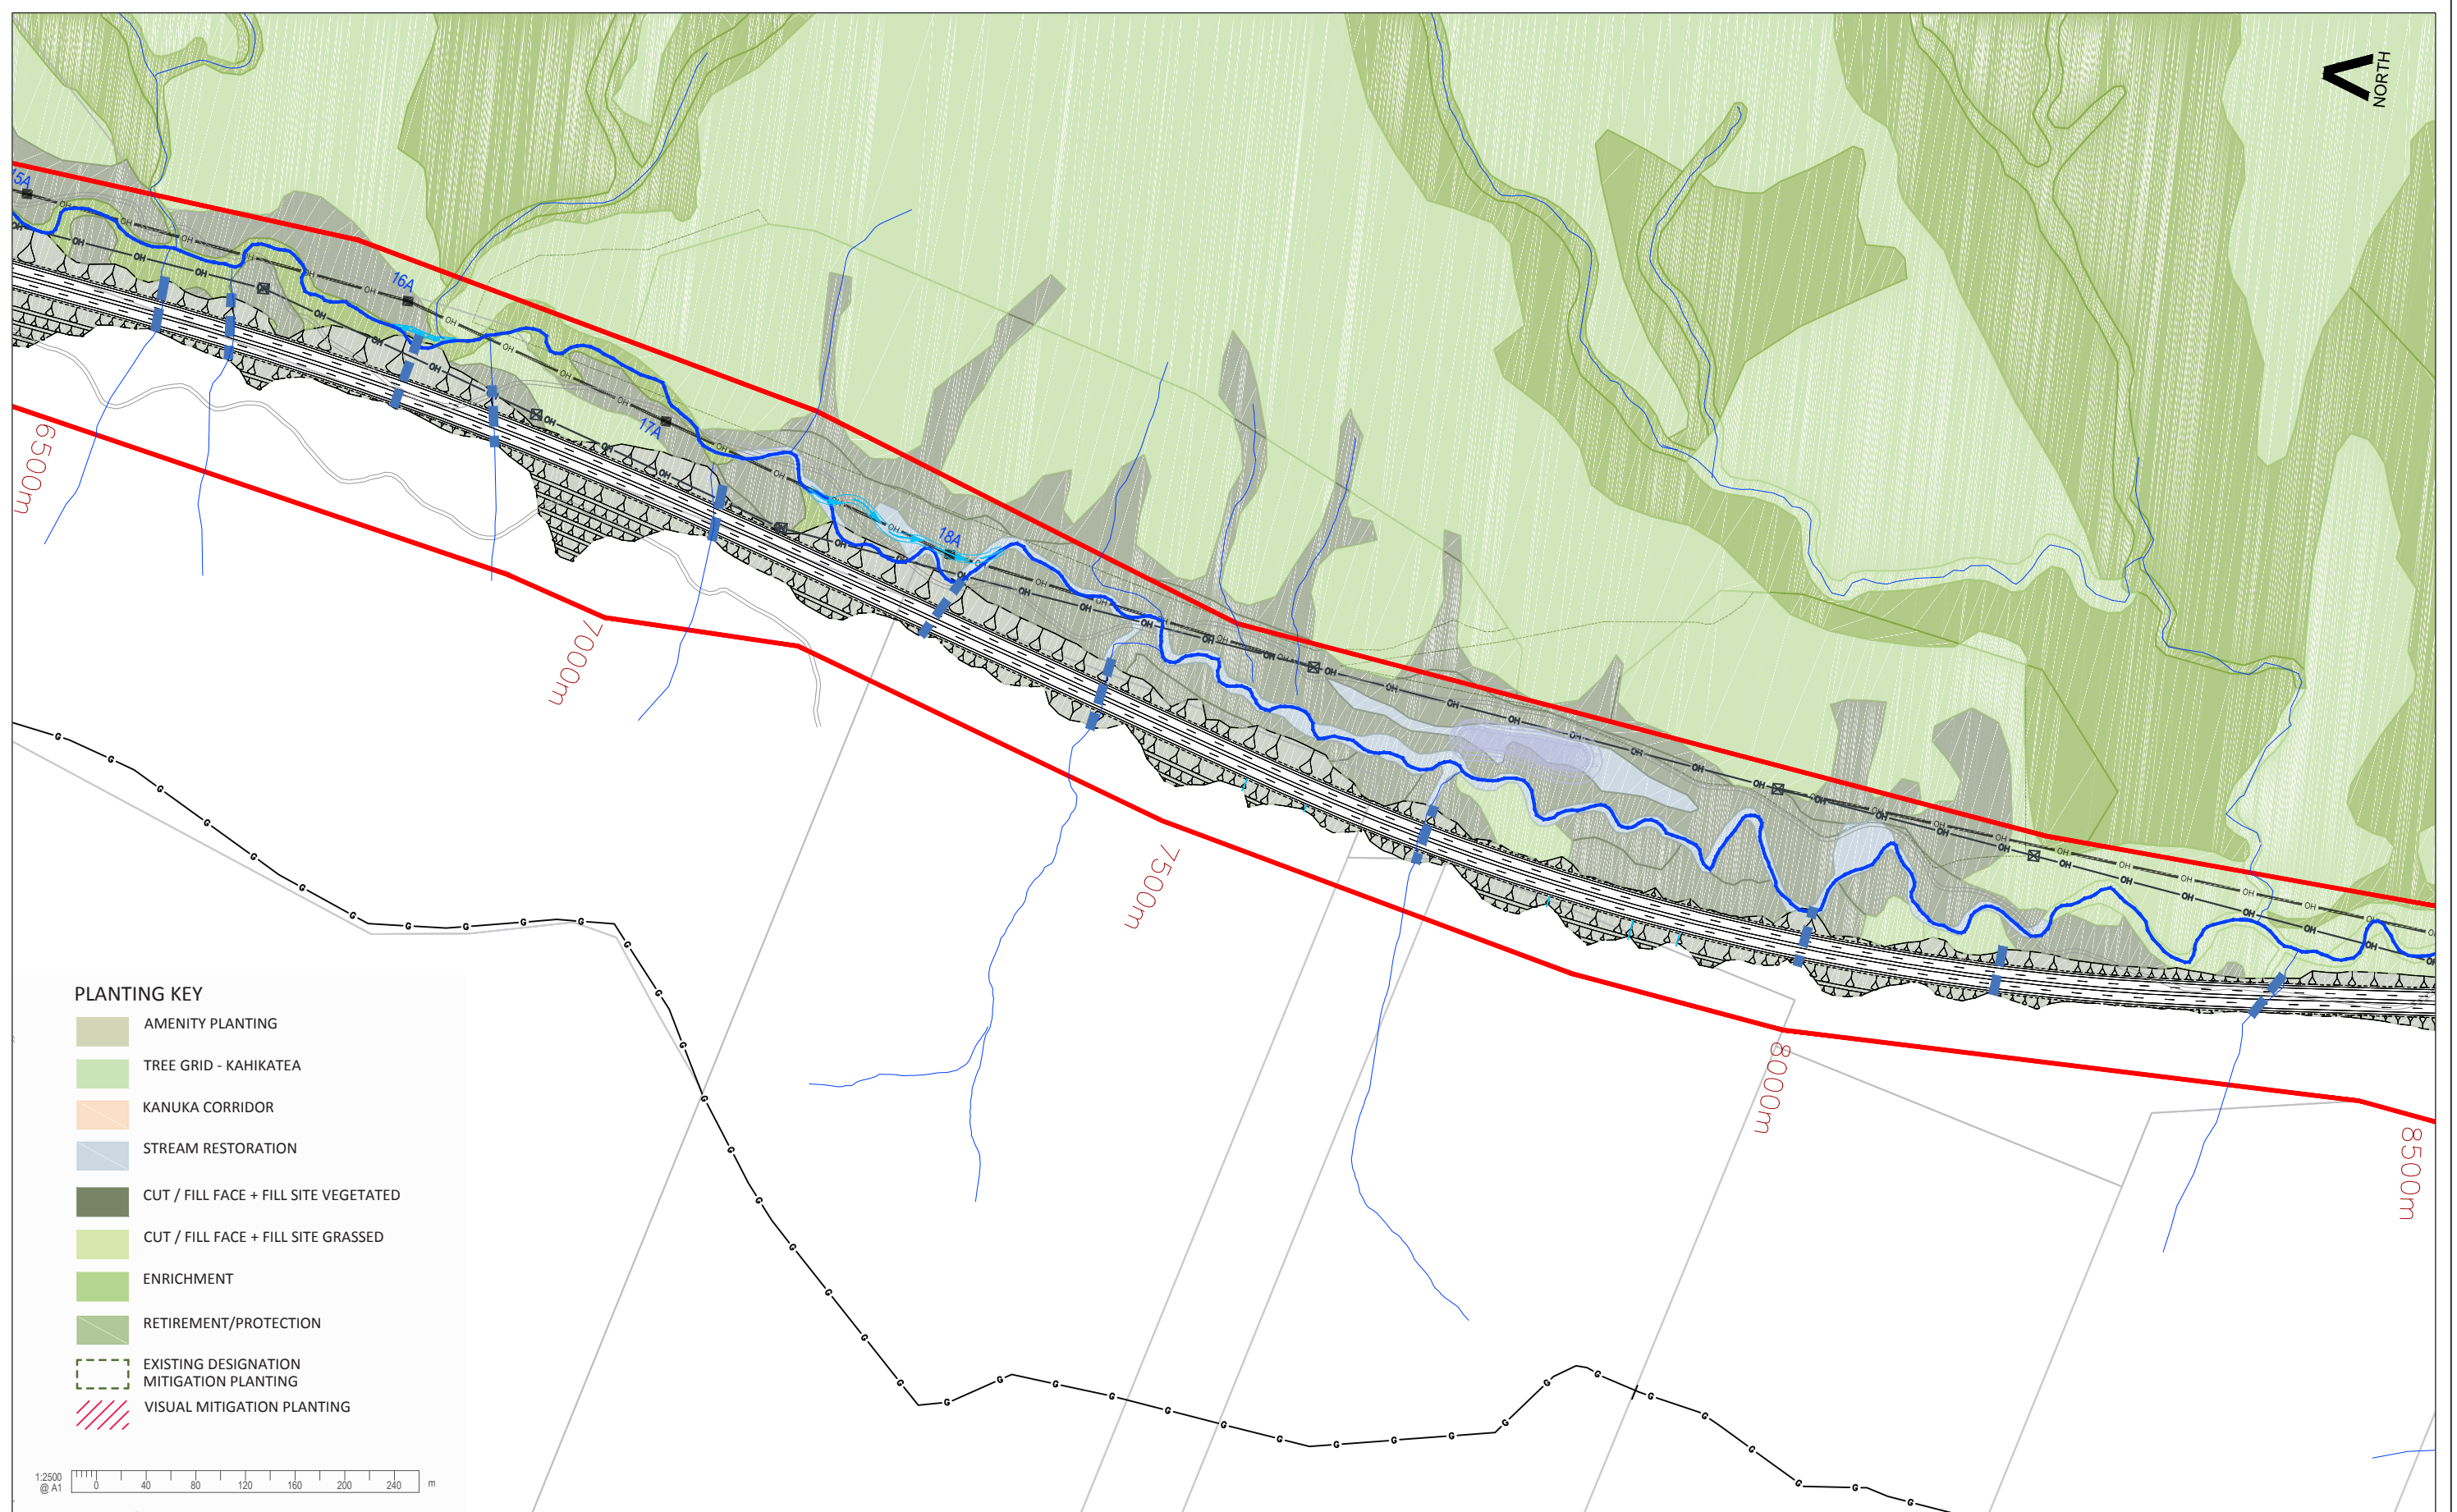 NORTH
15A
16A
17A
18A
6500m
7000m
7500m
8000m
8500m
PLANTING KEY
AMENITY PLANTING
TREE GRID - KAHIKATEA
KANUKA CORRIDOR
STREAM RESTORATION
CUT / FILL FACE + FILL SITE VEGETATED
CUT / FILL FACE + FILL SITE GRASSED
ENRICHMENT
RETIREMENT/PROTECTION
EXISTING DESIGNATION
MITIGATION PLANTING
VISUAL MITIGATION PLANTING
1:2500
@ A1
0 40 80 120 160 200 240 m